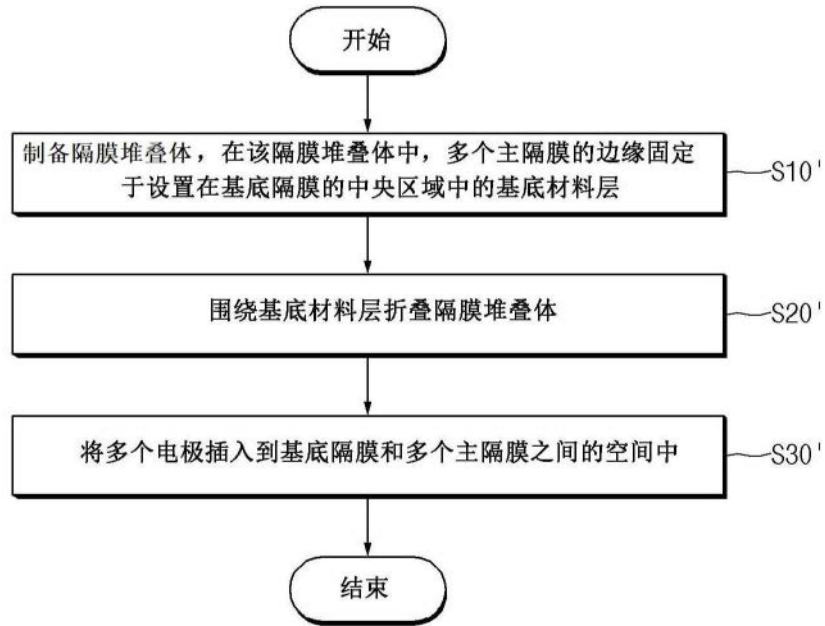 开始
制备隔膜堆叠体，在该隔膜堆叠体中，多个主隔膜的边缘固定
于设置在基底隔膜的中央区域中的基底材料层
S10'
围绕基底材料层折叠隔膜堆叠体
S20'
将多个电极插入到基底隔膜和多个主隔膜之间的空间中
S30'
结束